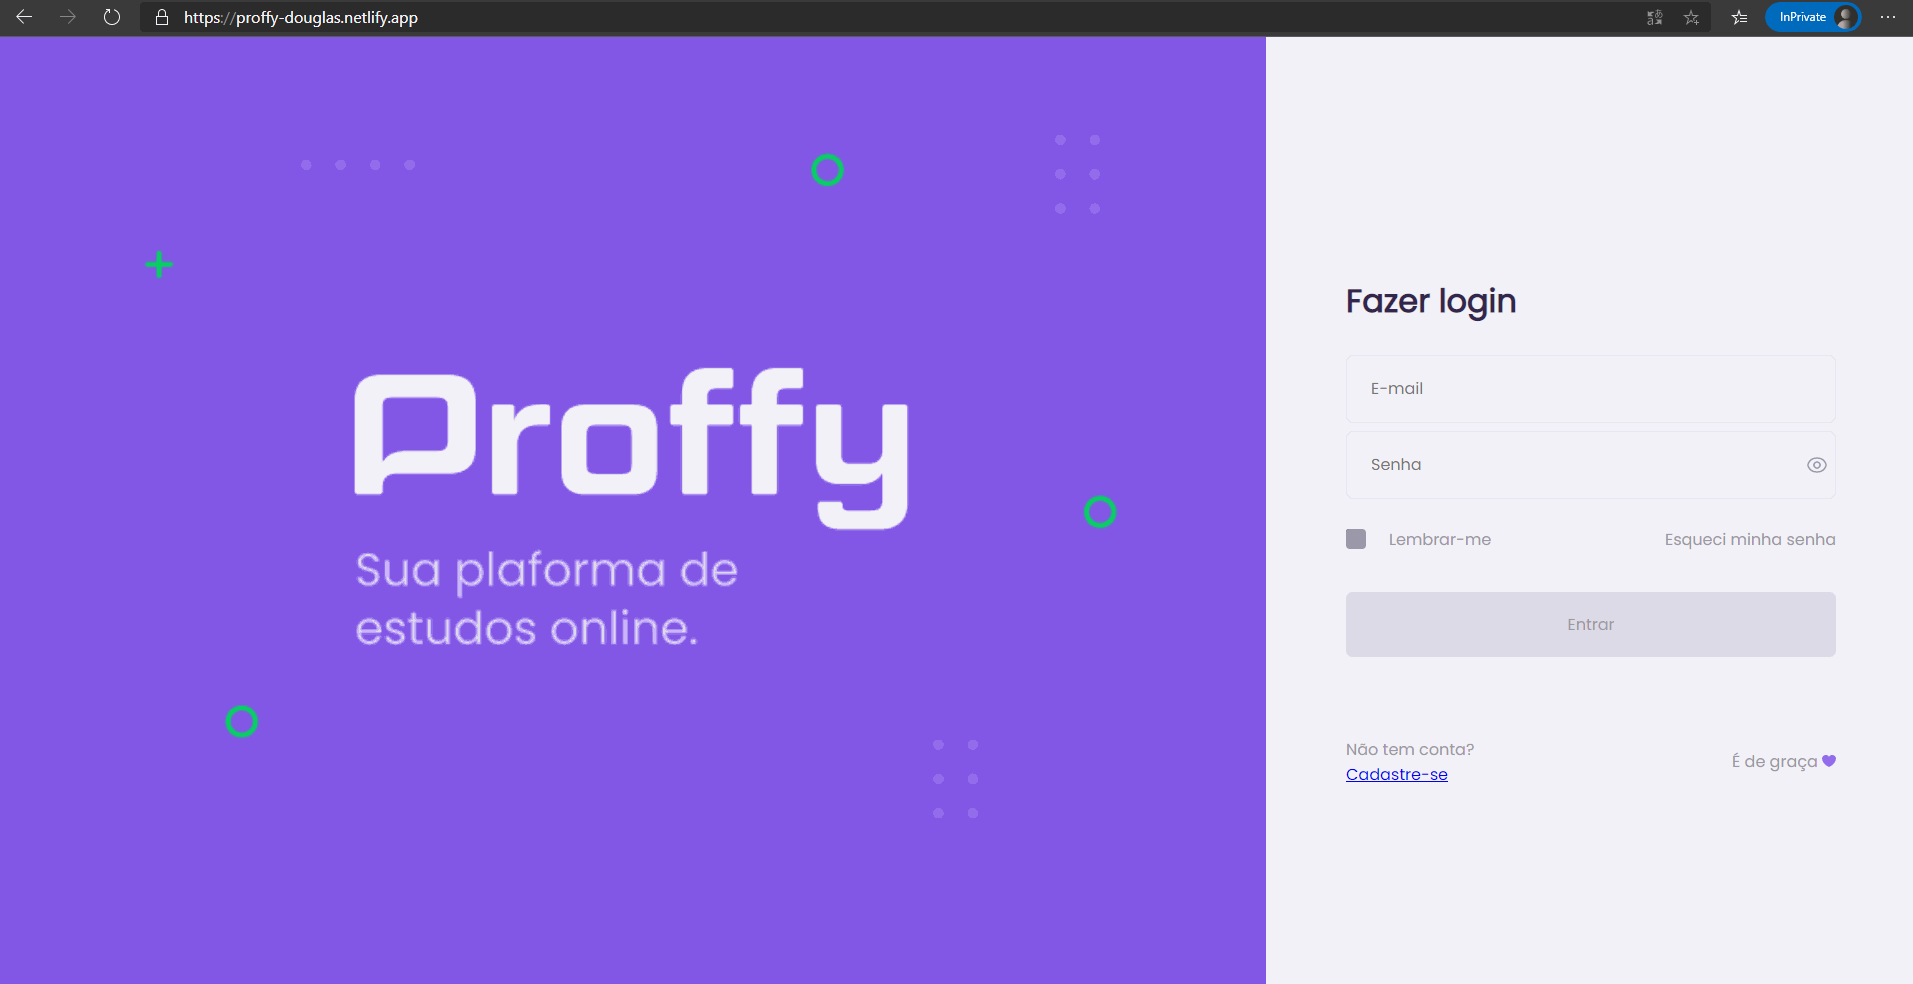 https://proffy-douglas.netlify.app
InPrivate
Proffy
Sua plaforma de
estudos online.
Fazer login
E-mail
Senha
Lembrar-me
Esqueci minha senha
Entrar
Não tem conta?
Cadastre-se
É de graça